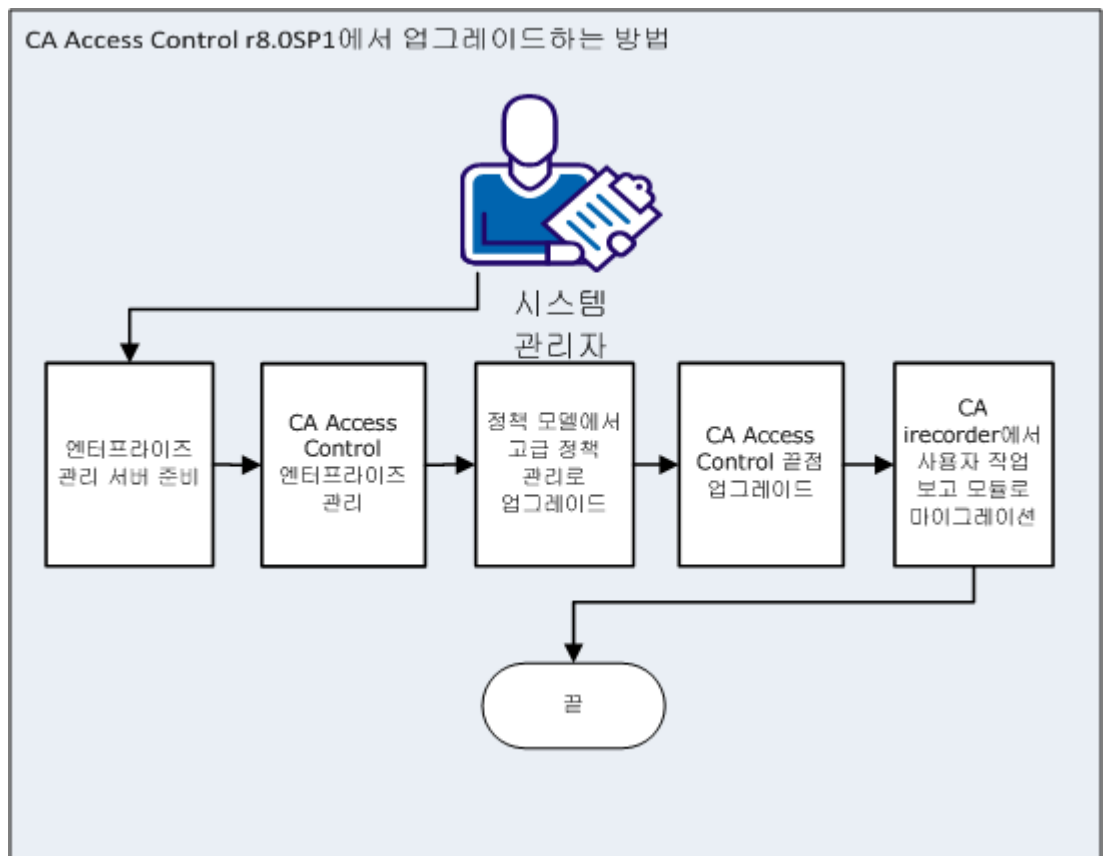 CA Access Control r8.0SP1에서 업그레이드하는 방법
시스템
관리자
엔터프라이즈
관리 서버 준비
CA Access
Control
엔터프라이즈
관리
정책 모델에서
고급 정책
관리로
업그레이드
CA Access
Control 끝점
업그레이드
CA
irecorder에서
사용자 작업
보고 모듈로
마이그레이션
끝